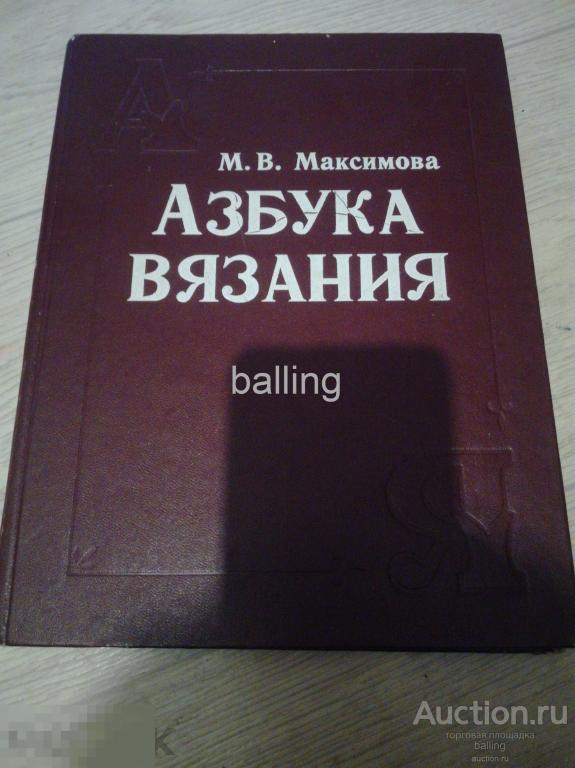 М. В. Максимова
АЗБУКА
ВЯЗАНИЯ
balling
Я
Auction.ru
торговая площадка
balling
auction.ru